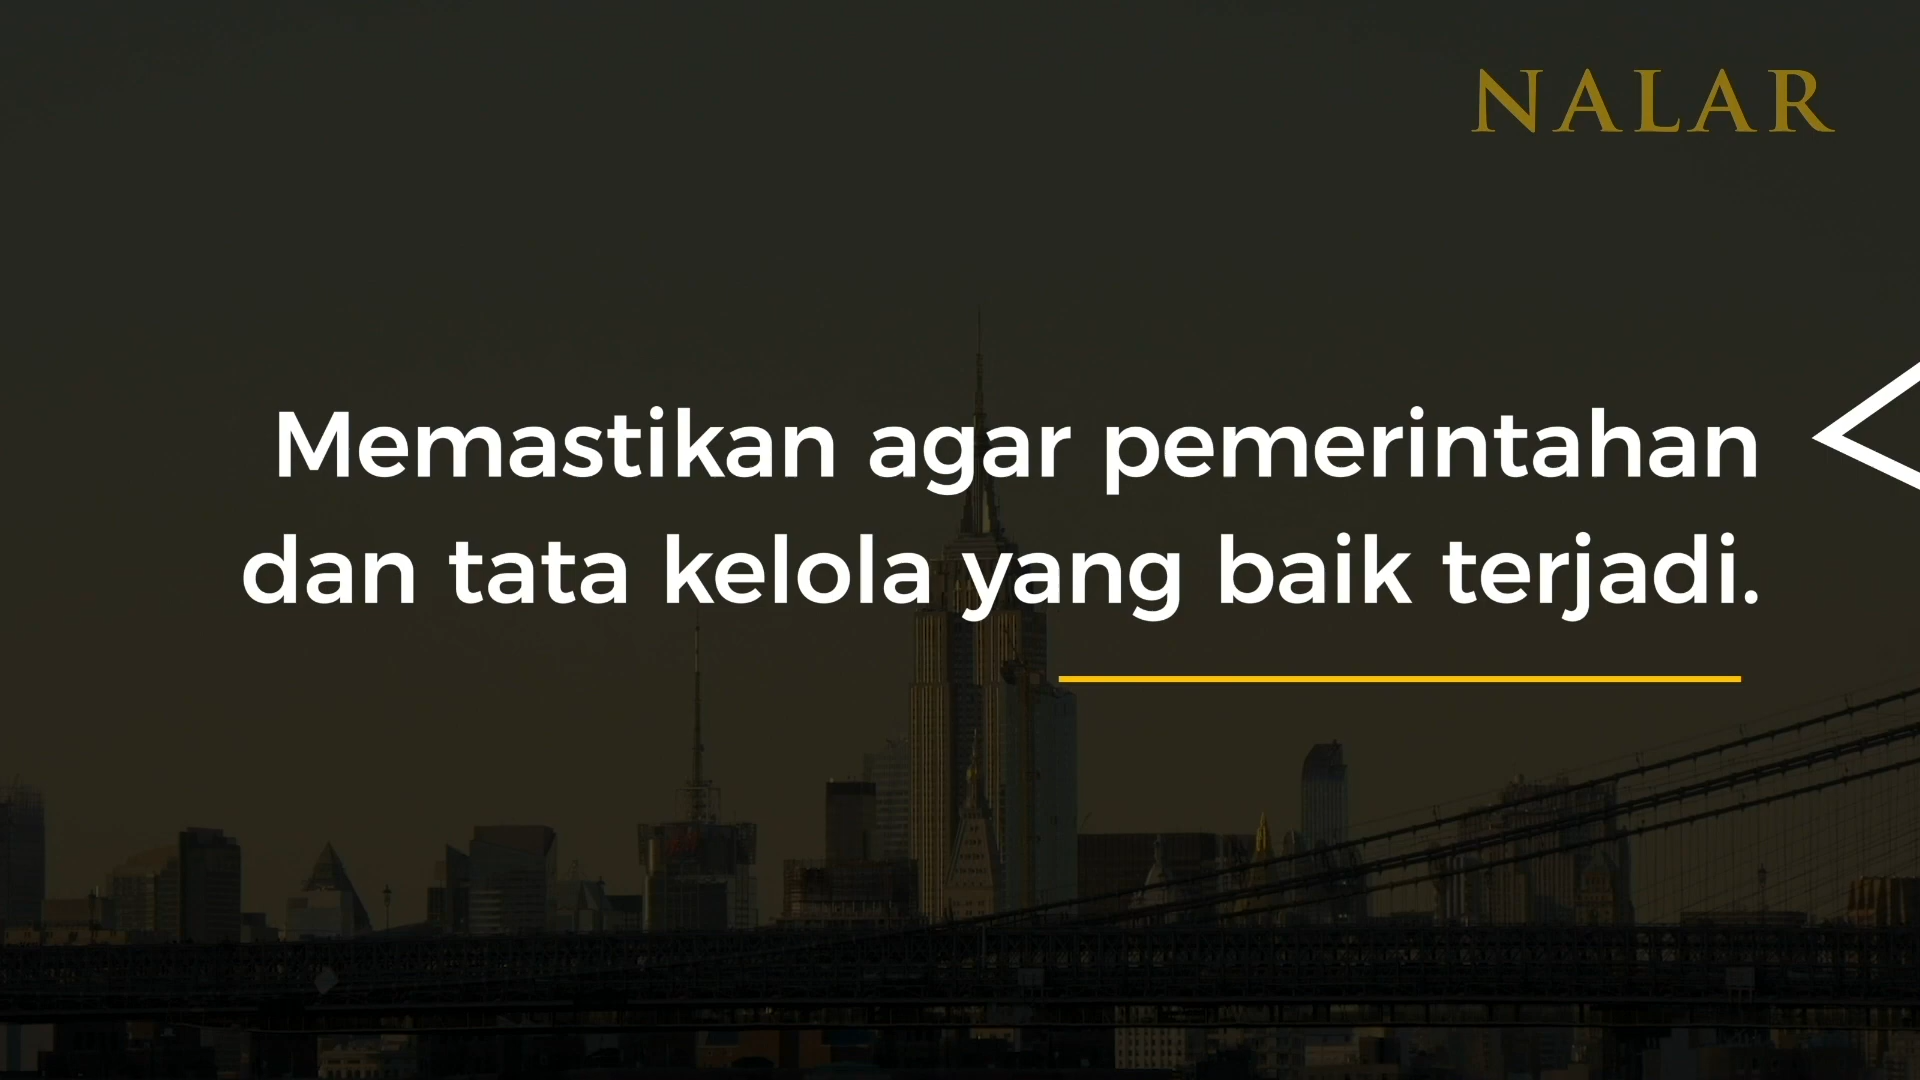 NALAR
Memastikan agar pemerintahan
dan tata kelola yang baik terjadi.